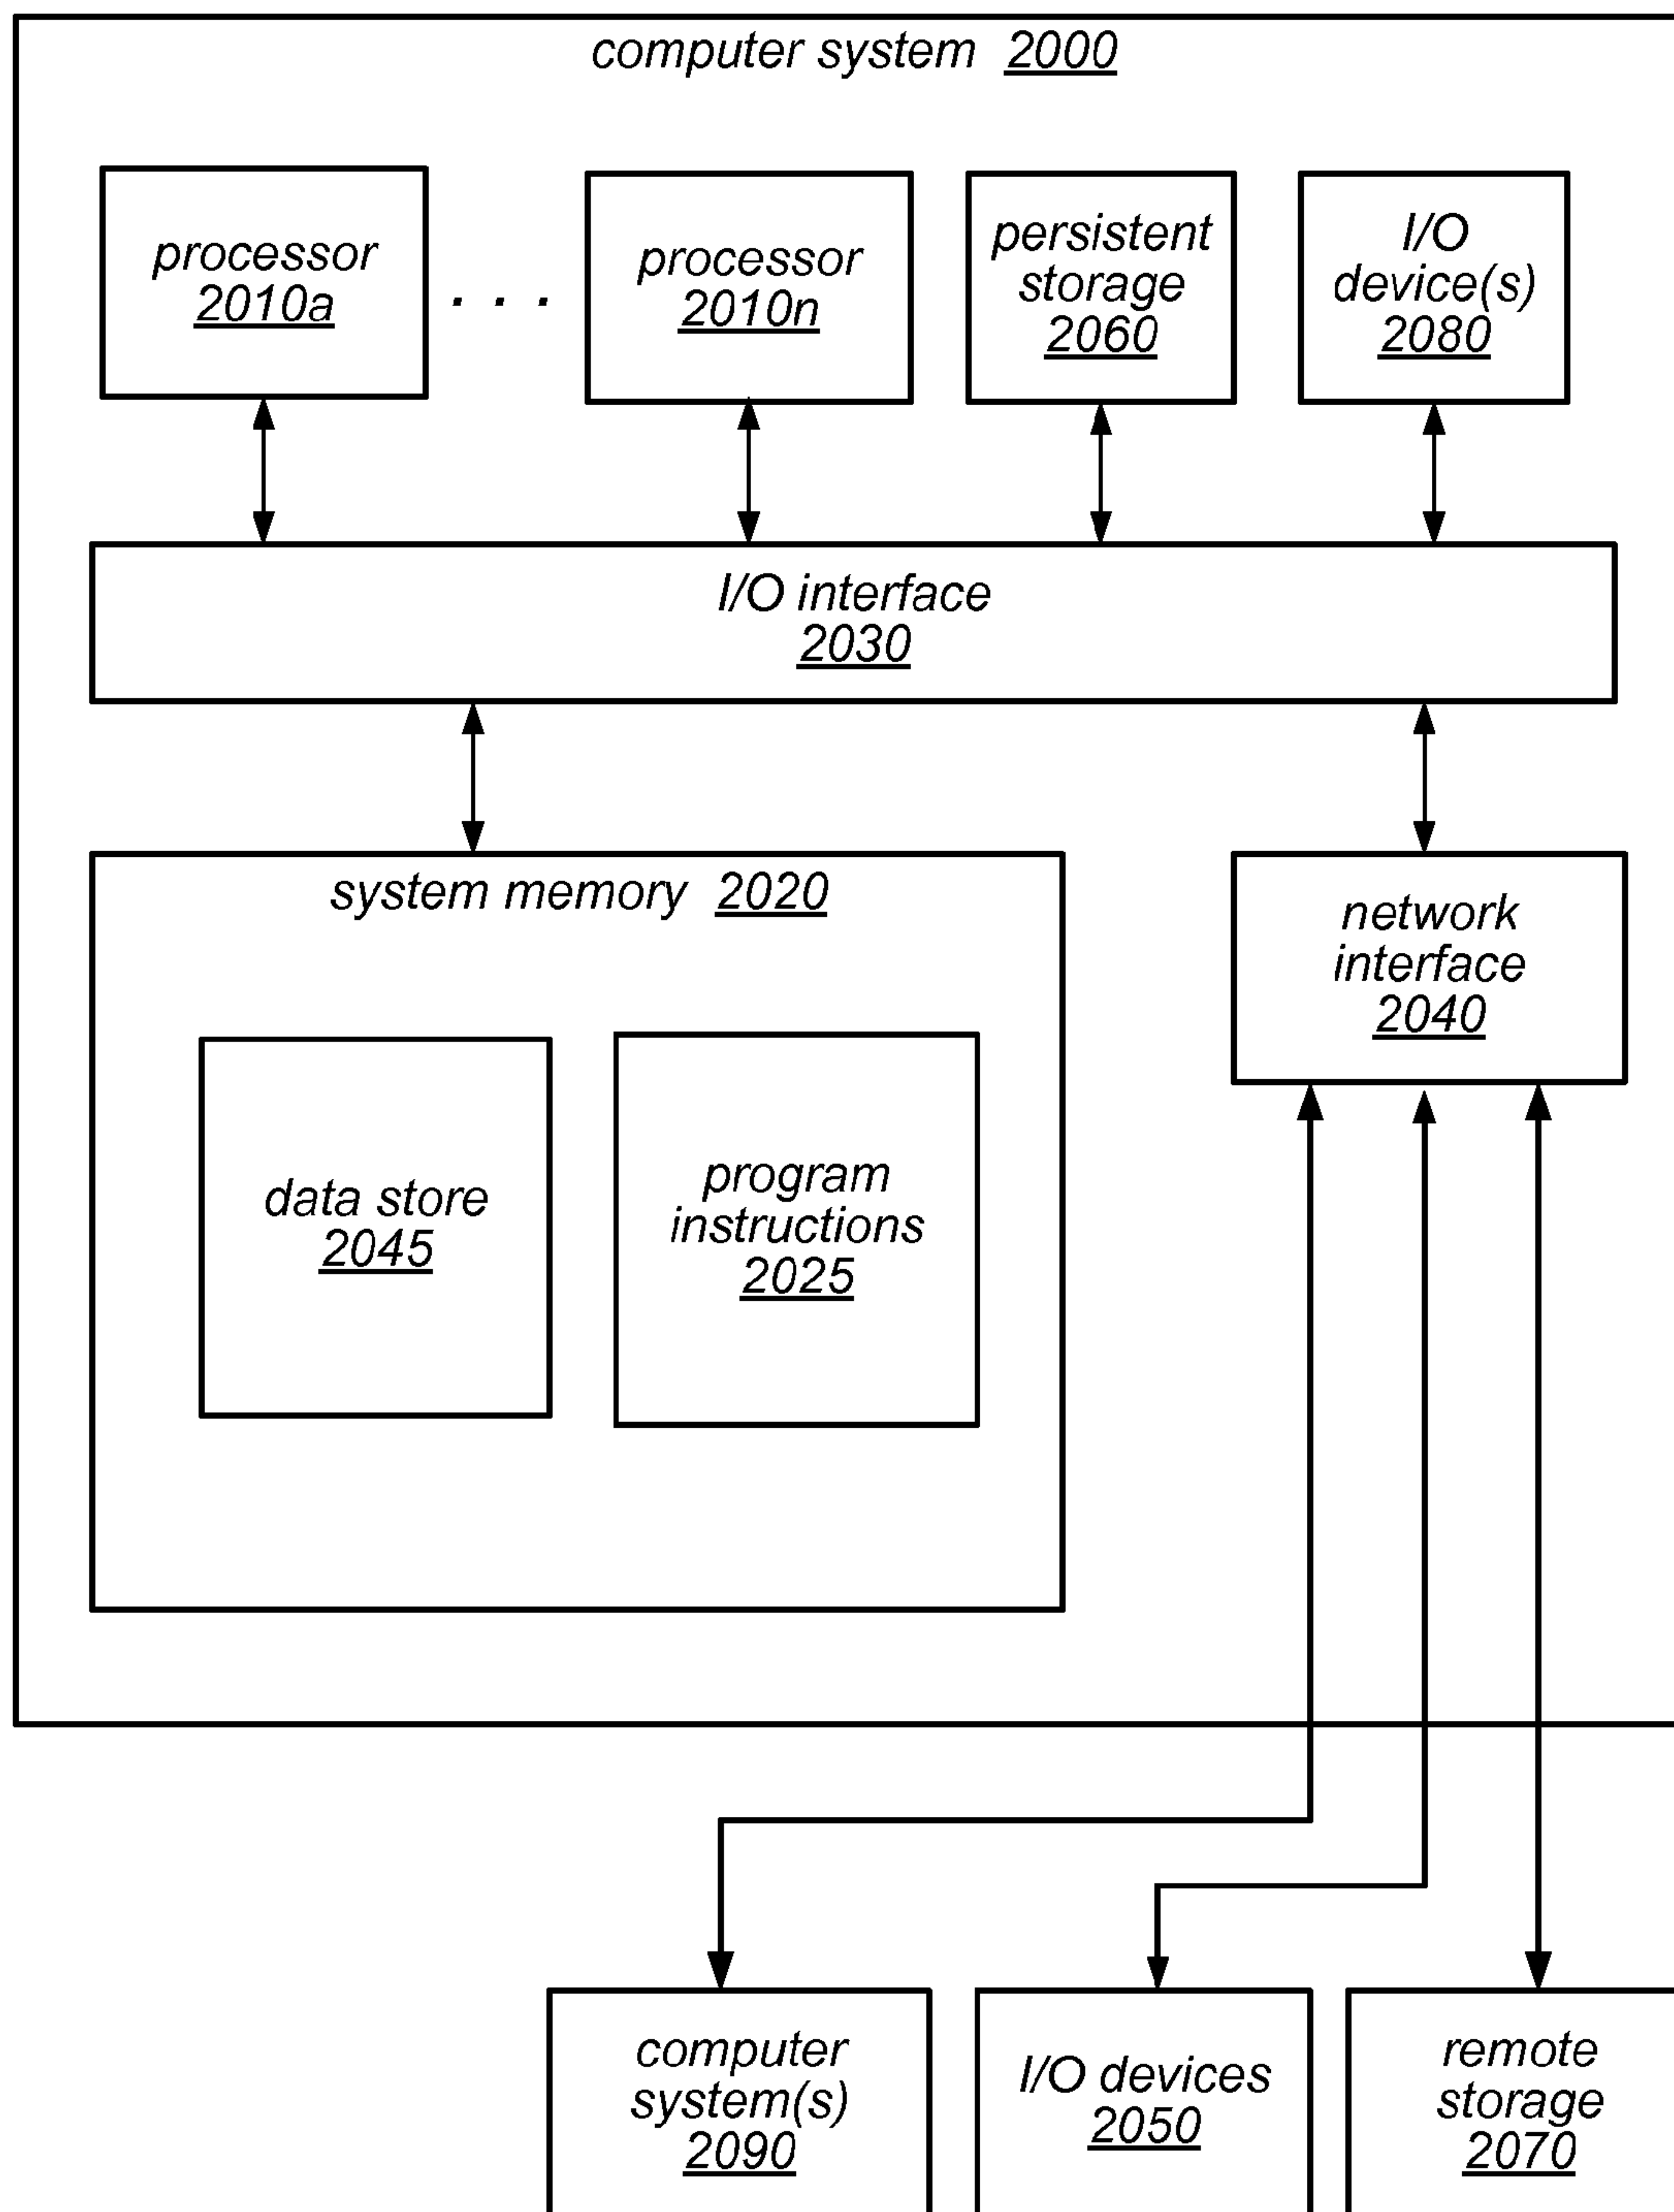 computer system 2000
processor
2010a
. . .
processor
2010n
persistent
storage
2060
I/O
device(s)
2080
I/O interface
2030
system memory 2020
network
interface
2040
data store
2045
program
instructions
2025
computer
system(s)
2090
I/O devices
2050
remote
storage
2070